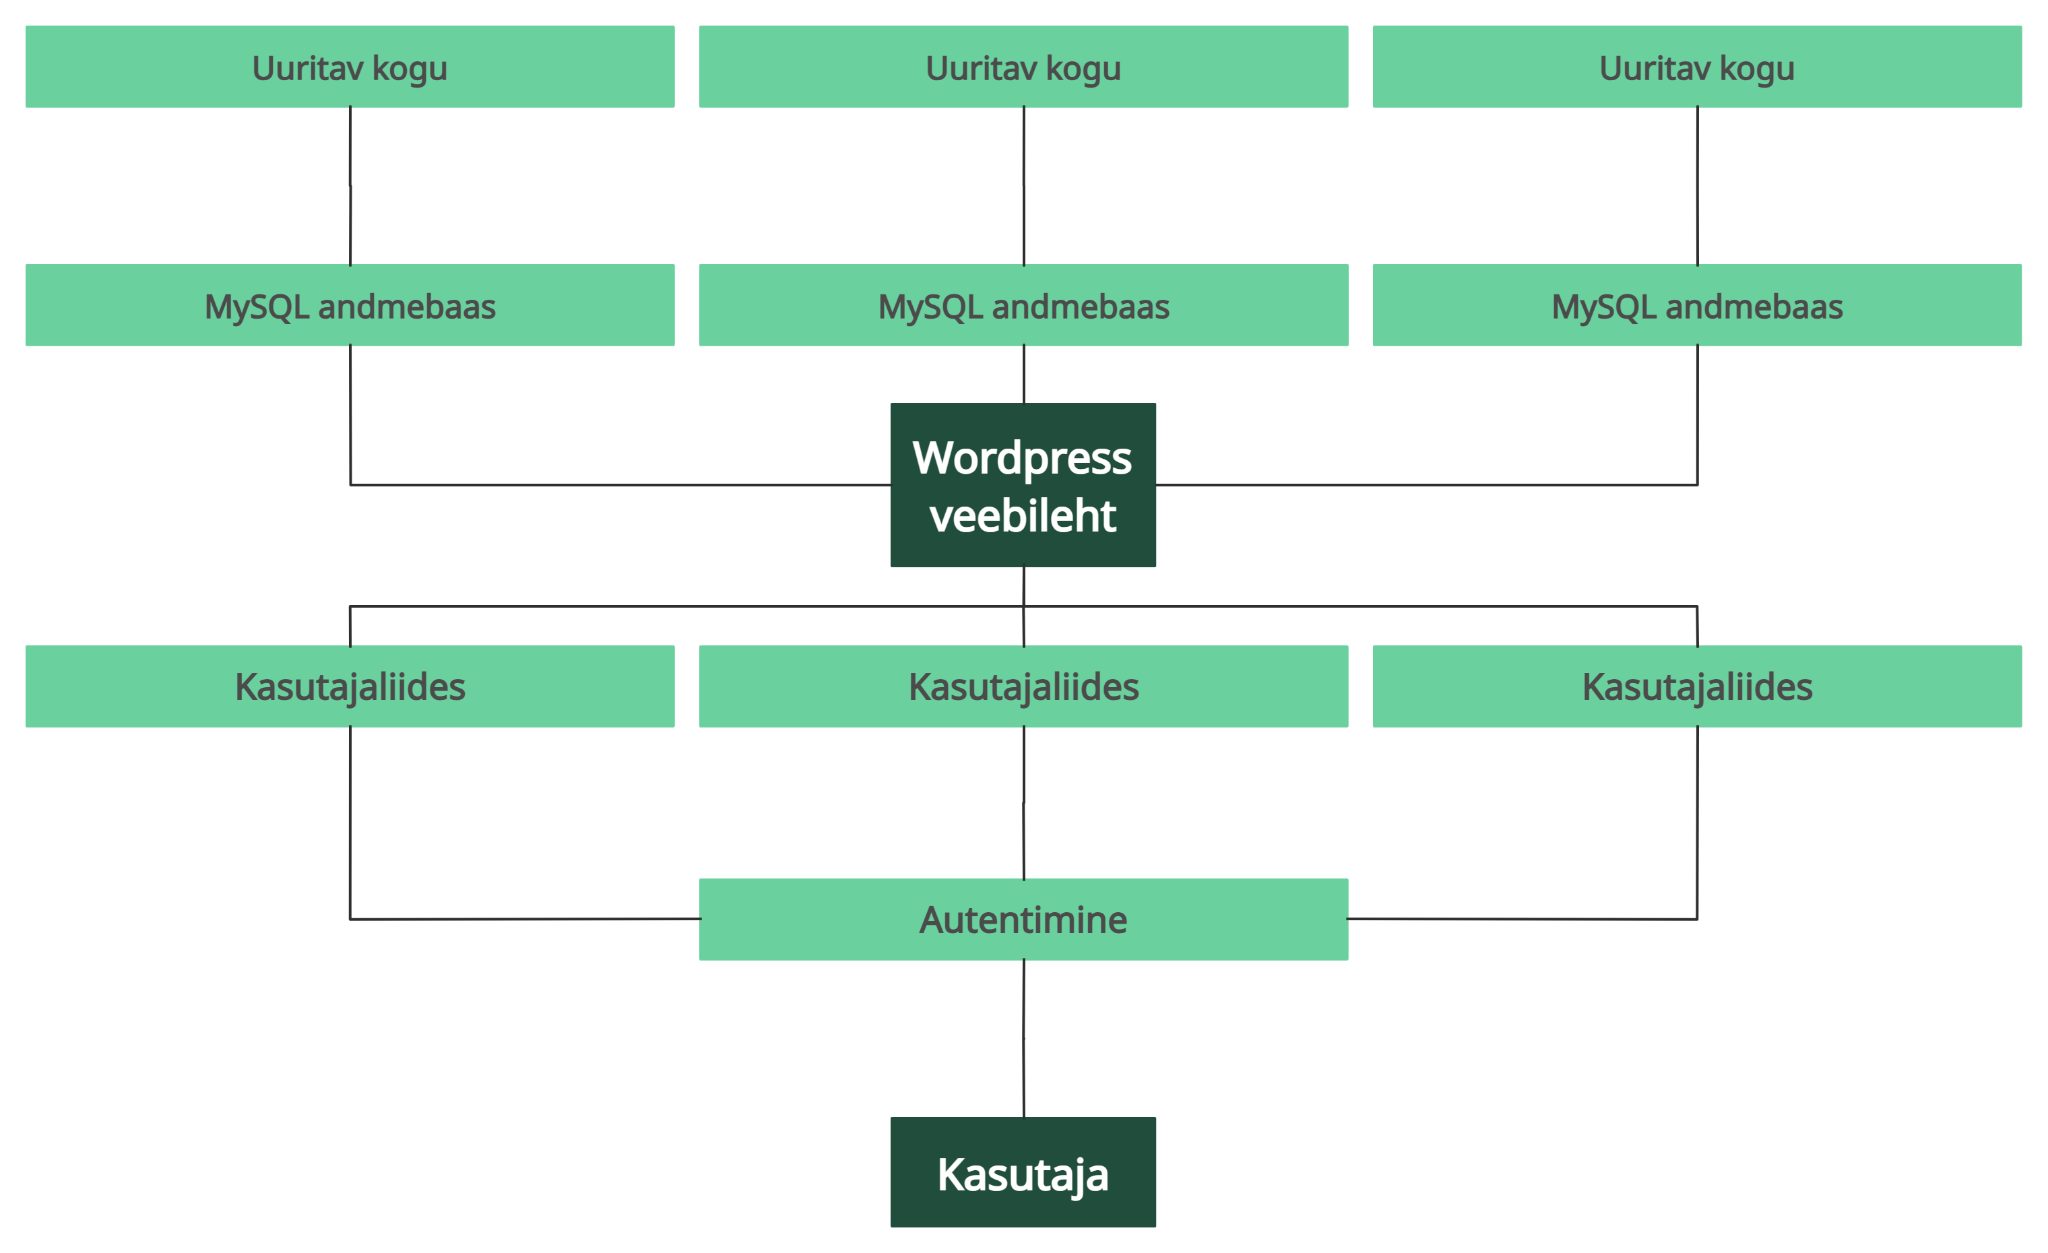 Uuritav kogu
Uuritav kogu
Uuritav kogu
MySQL andmebaas
MySQL andmebaas
MySQL andmebaas
Wordpress
veebileht
Kasutajaliides
Kasutajaliides
Kasutajaliides
Autentimine
Kasutaja